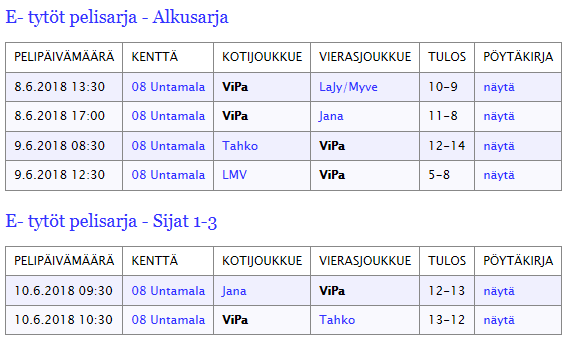 E- tytöt pelisarja - Alkusarja
PELIPÄIVÄMÄÄRÄ KENTTÄ KOTIJOUKKUE VIERASJOUKKUE TULOS PÖYTÄKIRJA
8.6.2018 13:30 08 Untamala ViPa LaJy/Myve 10-9 näytä
8.6.2018 17:00 08 Untamala ViPa Jana 11-8 näytä
9.6.2018 08:30 08 Untamala Tahko ViPa 12-14 näytä
9.6.2018 12:30 08 Untamala LMV ViPa 5-8 näytä
E- tytöt pelisarja - Sijat 1-3
PELIPÄIVÄMÄÄRÄ KENTTÄ KOTIJOUKKUE VIERASJOUKKUE TULOS PÖYTÄKIRJA
10.6.2018 09:30 08 Untamala Jana ViPa 12-13 näytä
10.6.2018 10:30 08 Untamala ViPa Tahko 13-12 näytä